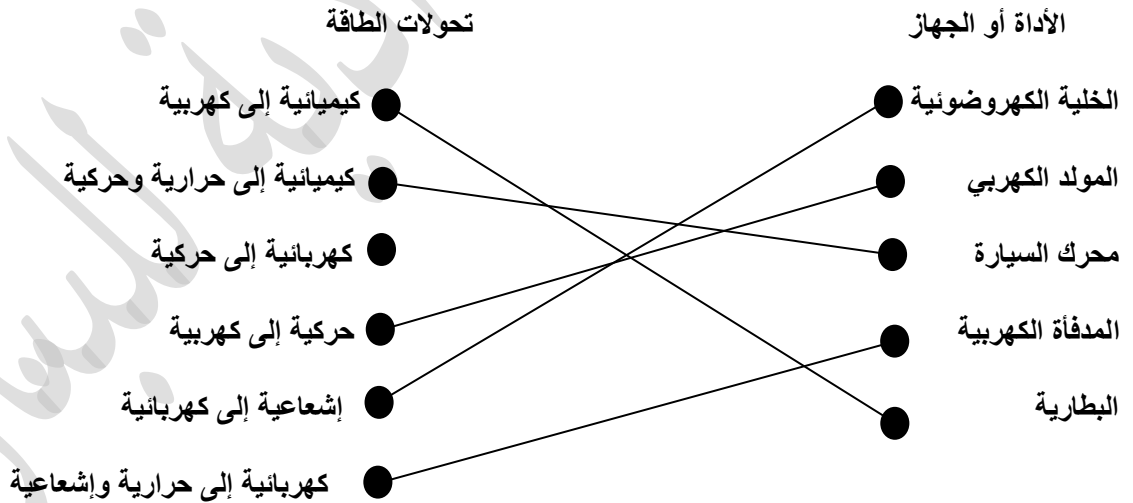 الأداة أو الجهاز تحولات الطاقة
الخلية الكهروضوئية كيميائية إلى كهربية
المولد الكهربي كيميائية إلى حرارية وحركية
محرك السيارة كهربائية إلى حركية
المدفأة الكهربية حركية إلى كهربية
البطارية إشعاعية إلى كهربائية
كهربائية إلى حرارية وإشعاعية